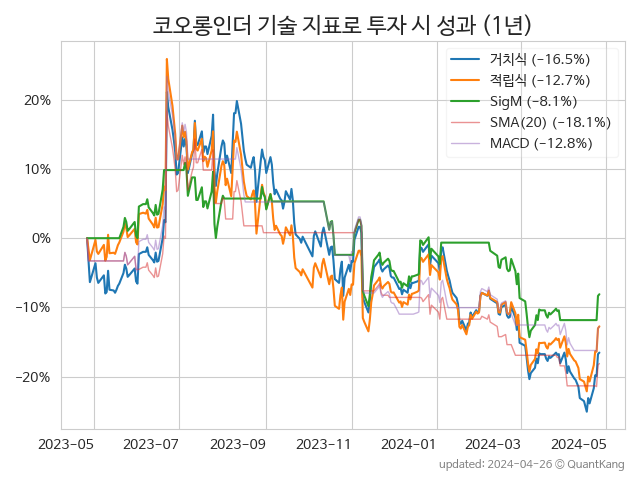 코오롱인더 기술 지표로 투자 시 성과 (1년)
거치식 (−16.5%)
적립식 (−12.7%)
SigM (−8.1%)
SMA(20) (−18.1%)
MACD (−12.8%)
20%
10%
0%
−10%
−20%
2023-05 2023-07 2023-09 2023-11 2024-01 2024-03 2024-05
updated: 2024-04-26 © QuantKang